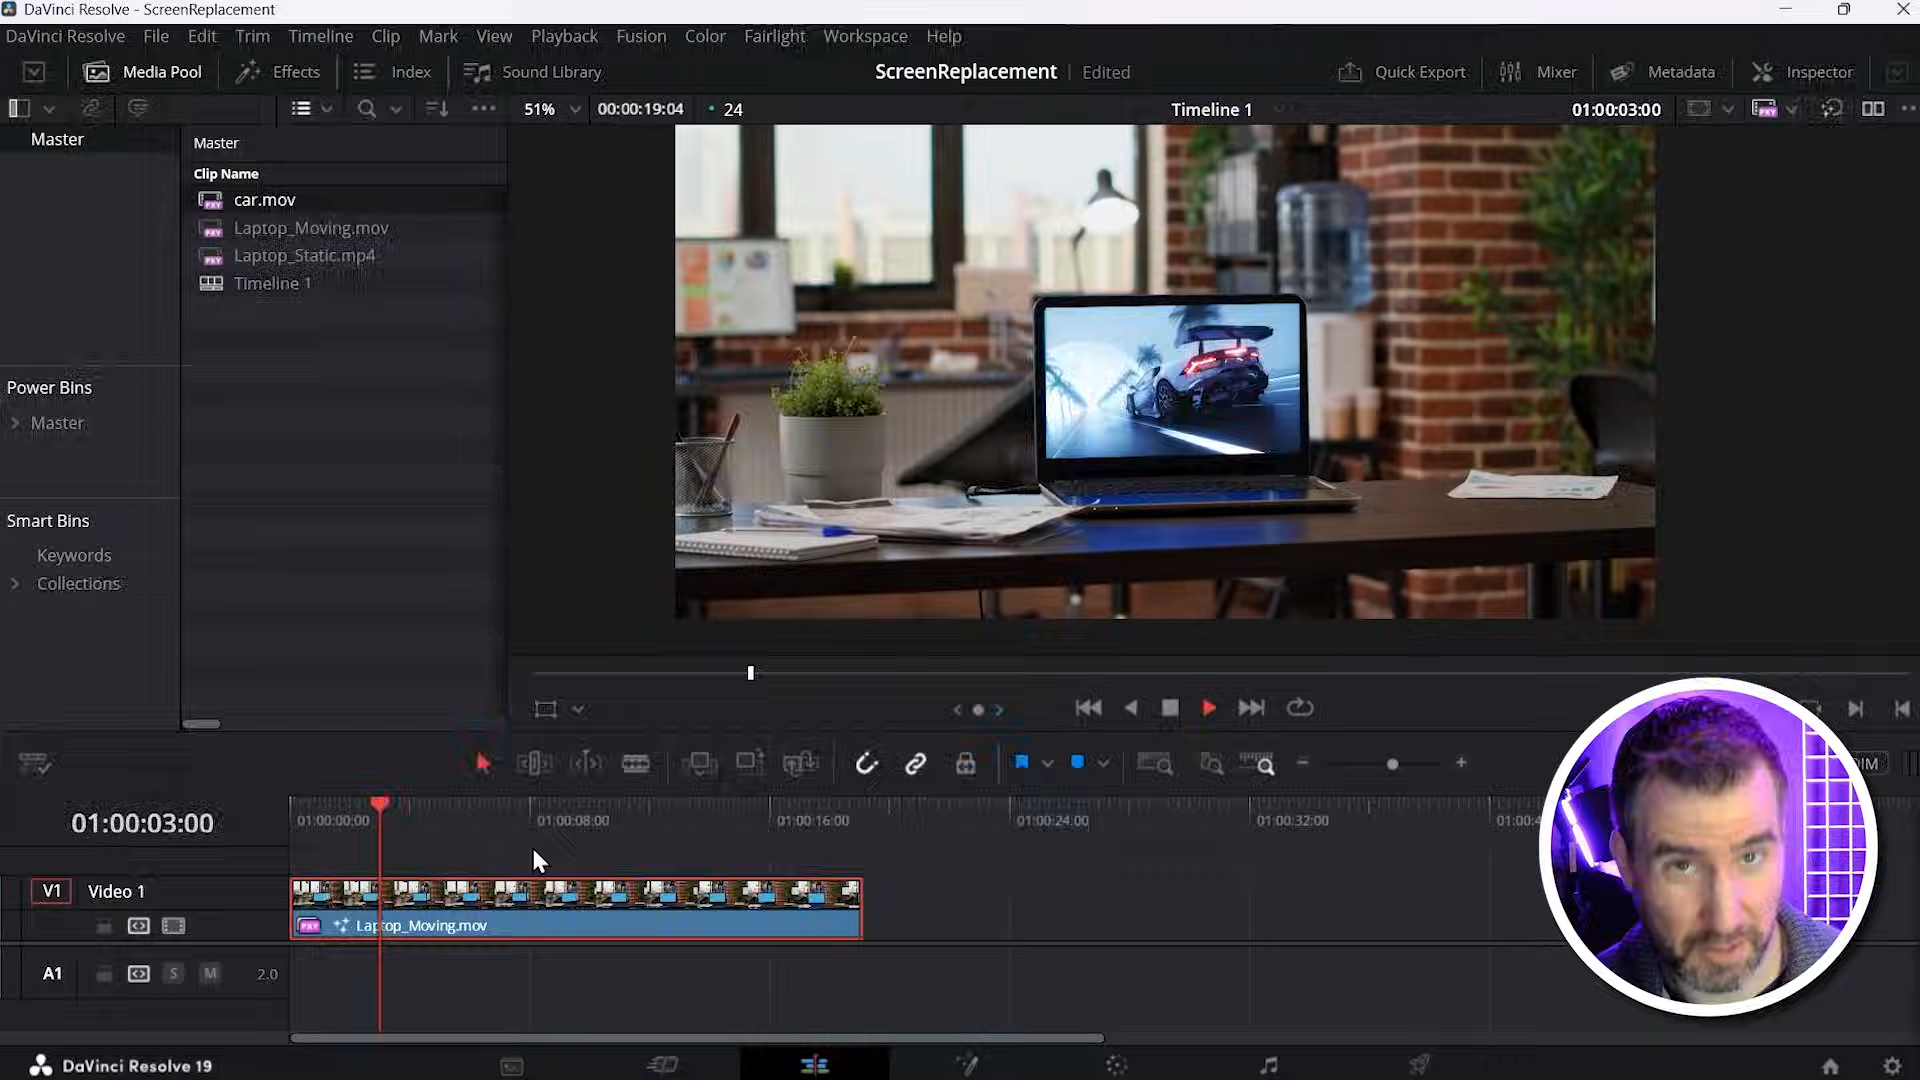 DaVinci Resolve - ScreenReplacement
DaVinci Resolve File Edit Trim Timeline Clip Mark View Playback Fusion Color Fairlight Workspace Help
Media Pool Effects Index Sound Library ScreenReplacement Edited Quick Export Mixer Metadata Inspector
51% 00:00:19:04 24 Timeline 1 01:00:03:00
Master
Master
Clip Name
car.mov
Laptop_Moving.mov
Laptop_Static.mp4
Timeline 1
Power Bins
Master
Smart Bins
Keywords
Collections
DIM
01:00:03:00
01:00:00:00 01:00:08:00 01:00:16:00 01:00:24:00 01:00:32:00 01:00:4
V1 Video 1
Laptop_Moving.mov
A1 S M 2.0
DaVinci Resolve 19